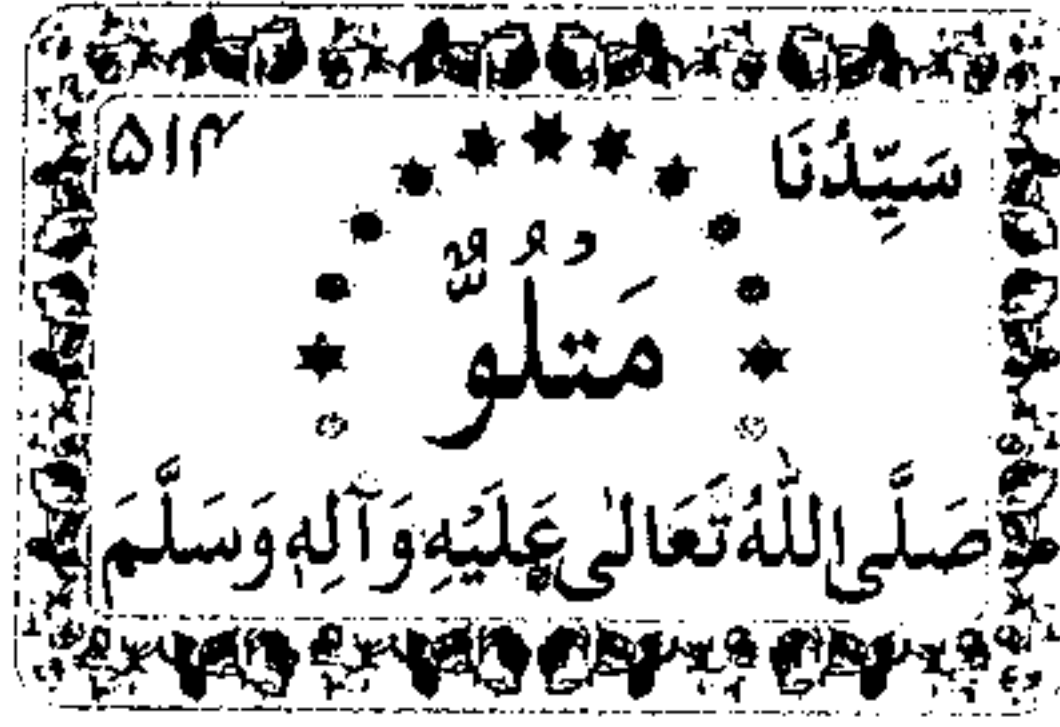 سَيِّدُنَا ۵۱۴
مَتْلُوٌّ
صَلَّى اللّٰهُ تَعَالٰى عَلَيْهِ وَآلِهٖ وَسَلَّمَ